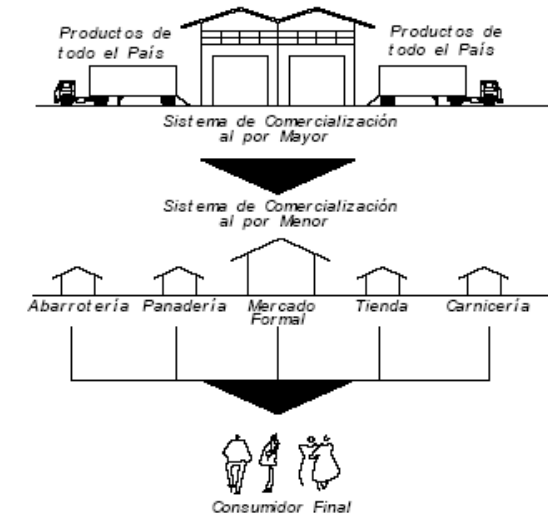 Productos de
todo el País
Productos de
todo el País
Sistema de Comercialización
al por Mayor
Sistema de Comercialización
al por Menor
Abarrotería
Panadería
Mercado
Formal
Tienda
Carnicería
Consumidor Final